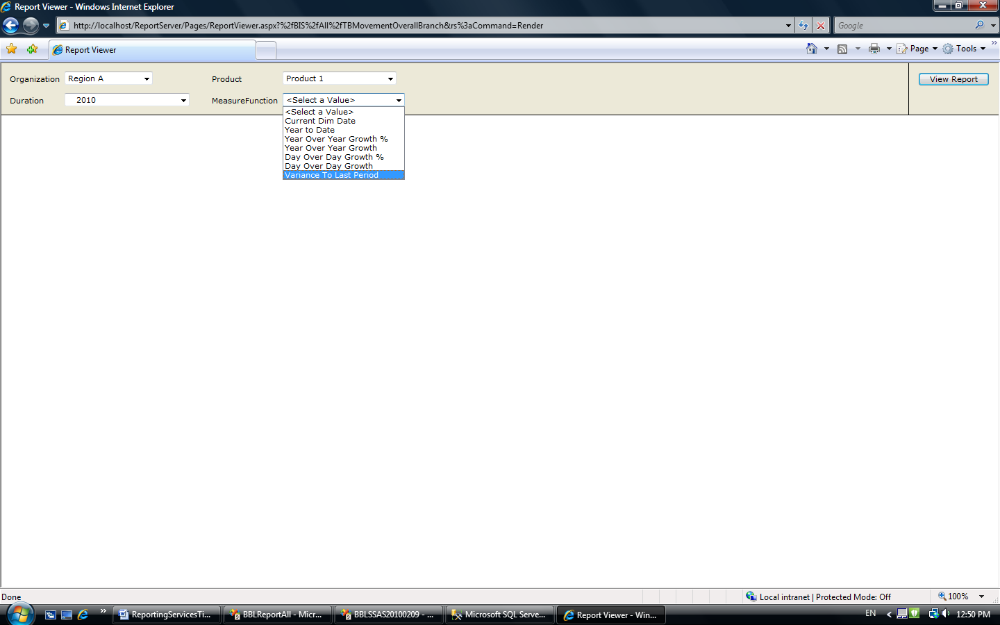 Report Viewer - Windows Internet Explorer
http://localhost/ReportServer/Pages/ReportViewer.aspx?%2fBIS%2fAll%2fTBMovementOverallBranch&rs%3aCommand=Render
Google
Report Viewer
Page
Tools
Organization
Region A
Product
Product 1
View Report
Duration
2010
MeasureFunction
<Select a Value>
<Select a Value>
Current Dim Date
Year to Date
Year Over Year Growth %
Year Over Year Growth
Day Over Day Growth %
Day Over Day Growth
Variance To Last Period
Done
Local intranet | Protected Mode: Off
100%
ReportingServicesTi...
BBLReportAll - Micr...
BBLSSAS20100209 - ...
Microsoft SQL Serve...
Report Viewer - Win...
EN
12:50 PM